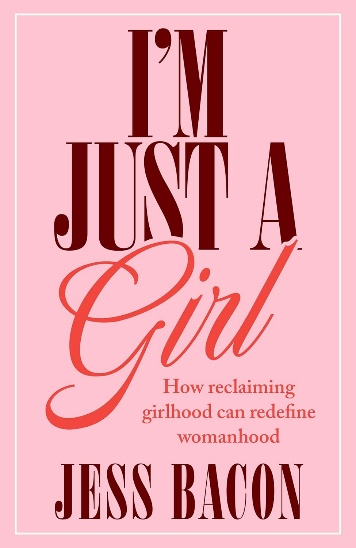 I'M
JUST A
Girl
How reclaiming
girlhood can redefine
womanhood
JESS BACON